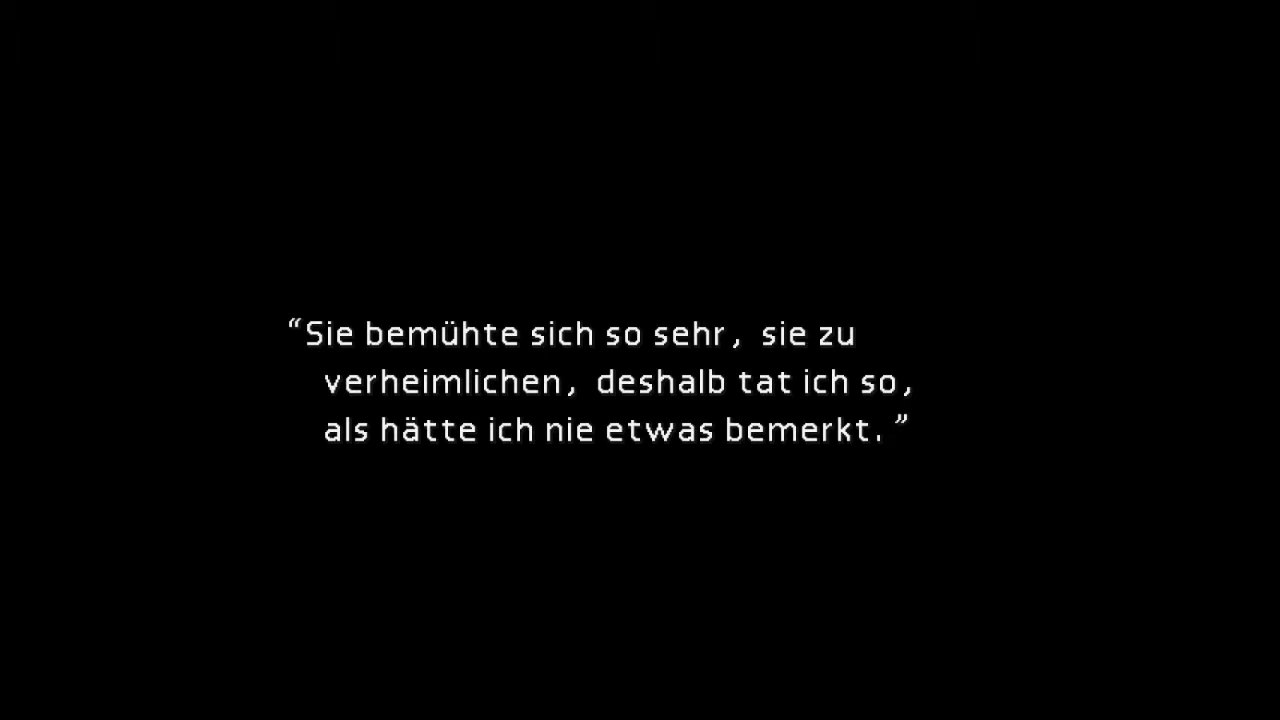 “Sie bemühte sich so sehr, sie zu
verheimlichen, deshalb tat ich so,
als hätte ich nie etwas bemerkt.”